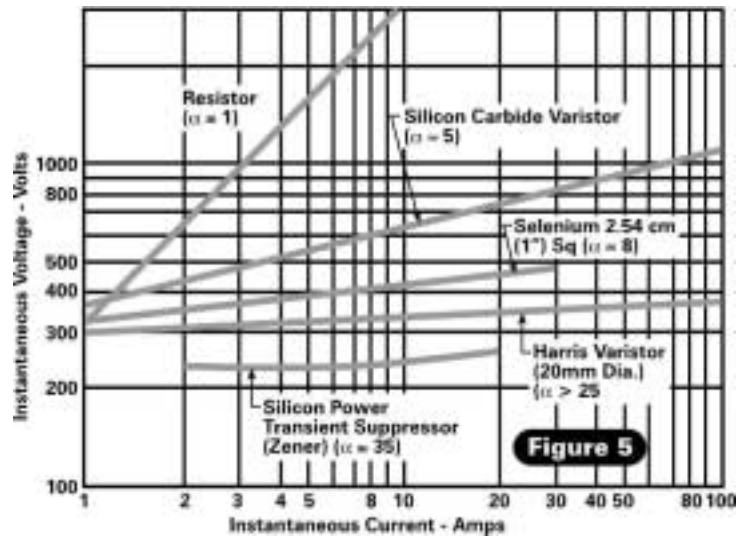 Resistor
(α = 1)
Silicon Carbide Varistor
(α = 5)
Selenium 2.54 cm
(1") Sq (α = 8)
Harris Varistor
(20mm Dia.)
(α > 25
Silicon Power
Transient Suppressor
(Zener) (α = 35)
Figure 5
Instantaneous Voltage - Volts
1000
800
500
400
300
200
100
1
2
3
4
5
8
10
20
30
40
50
80
100
Instantaneous Current - Amps